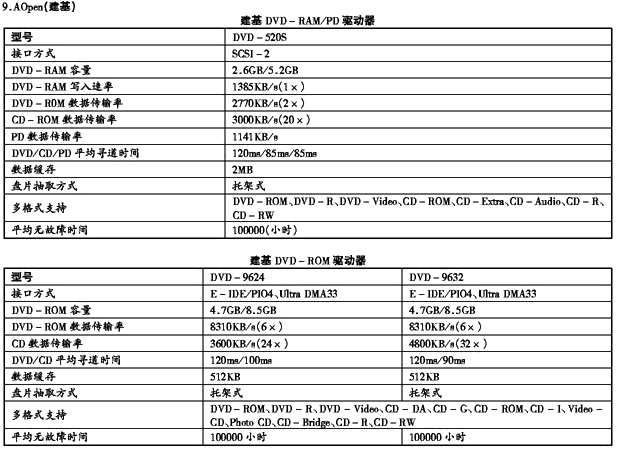 9.AOpen(建基)
建基 DVD-RAM/PD 驱动器
型号 DVD-520S
接口方式 SCSI-2
DVD-RAM 容量 2.6GB/5.2GB
DVD-RAM 写入速率 1385KB/s(1×)
DVD-ROM 数据传输率 2770KB/s(2×)
CD-ROM 数据传输率 3000KB/s(20×)
PD 数据传输率 1141KB/s
DVD/CD/PD 平均寻道时间 120ms/85ms/85ms
数据缓存 2MB
盘片抽取方式 托架式
多格式支持 DVD-ROM、DVD-R、DVD-Video、CD-ROM、CD-Extra、CD-Audio、CD-R、
CD-RW
平均无故障时间 100000(小时)
建基 DVD-ROM 驱动器
型号 DVD-9624 DVD-9632
接口方式 E-IDE/PIO4、Ultra DMA33 E-IDE/PIO4、Ultra DMA33
DVD-ROM 容量 4.7GB/8.5GB 4.7GB/8.5GB
DVD-ROM 数据传输率 8310KB/s(6×) 8310KB/s(6×)
CD 数据传输率 3600KB/s(24×) 4800KB/s(32×)
DVD/CD 平均寻道时间 120ms/100ms 120ms/90ms
数据缓存 512KB 512KB
盘片抽取方式 托架式 托架式
多格式支持 DVD-ROM、DVD-R、DVD-Video、CD-DA、CD-G、CD-ROM、CD-I、Video-
CD、Photo CD、CD-Bridge、CD-R、CD-RW
平均无故障时间 100000 小时 100000 小时